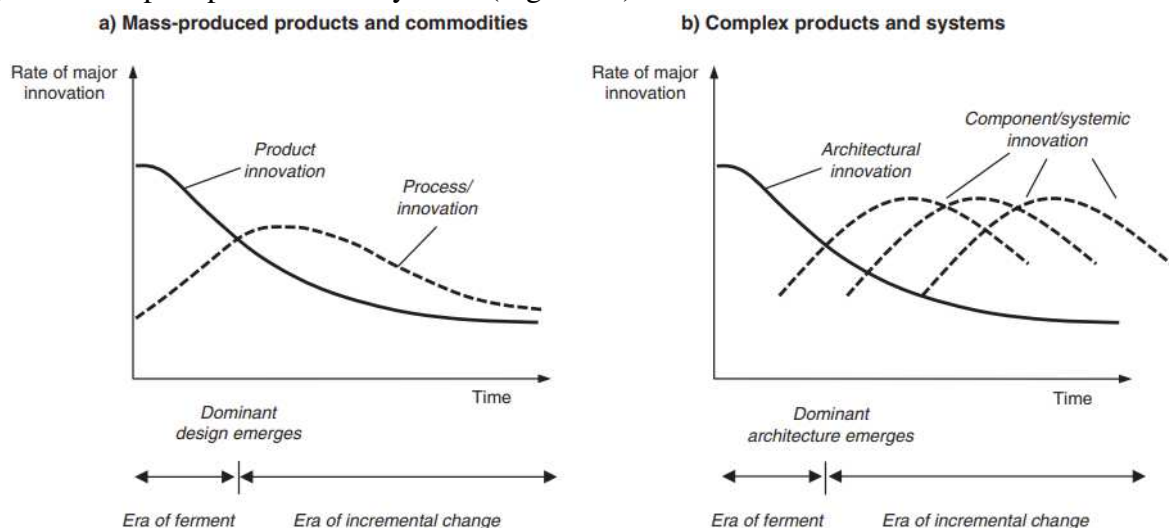 a) Mass-produced products and commodities
Rate of major
innovation
Product
innovation
Process/
innovation
Time
Dominant
design emerges
Era of ferment
Era of incremental change
b) Complex products and systems
Rate of major
innovation
Architectural
innovation
Component/systemic
innovation
Time
Dominant
architecture emerges
Era of ferment
Era of incremental change